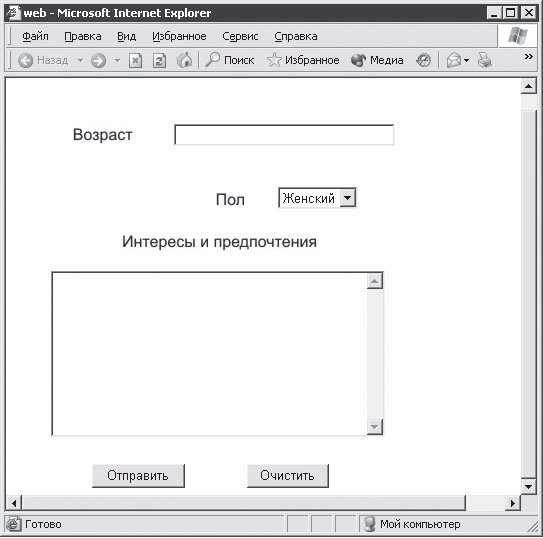 web - Microsoft Internet Explorer
Файл Правка Вид Избранное Сервис Справка
Назад Поиск Избранное Медиа »
Возраст
Пол Женский
Интересы и предпочтения
Отправить Очистить
Готово Мой компьютер